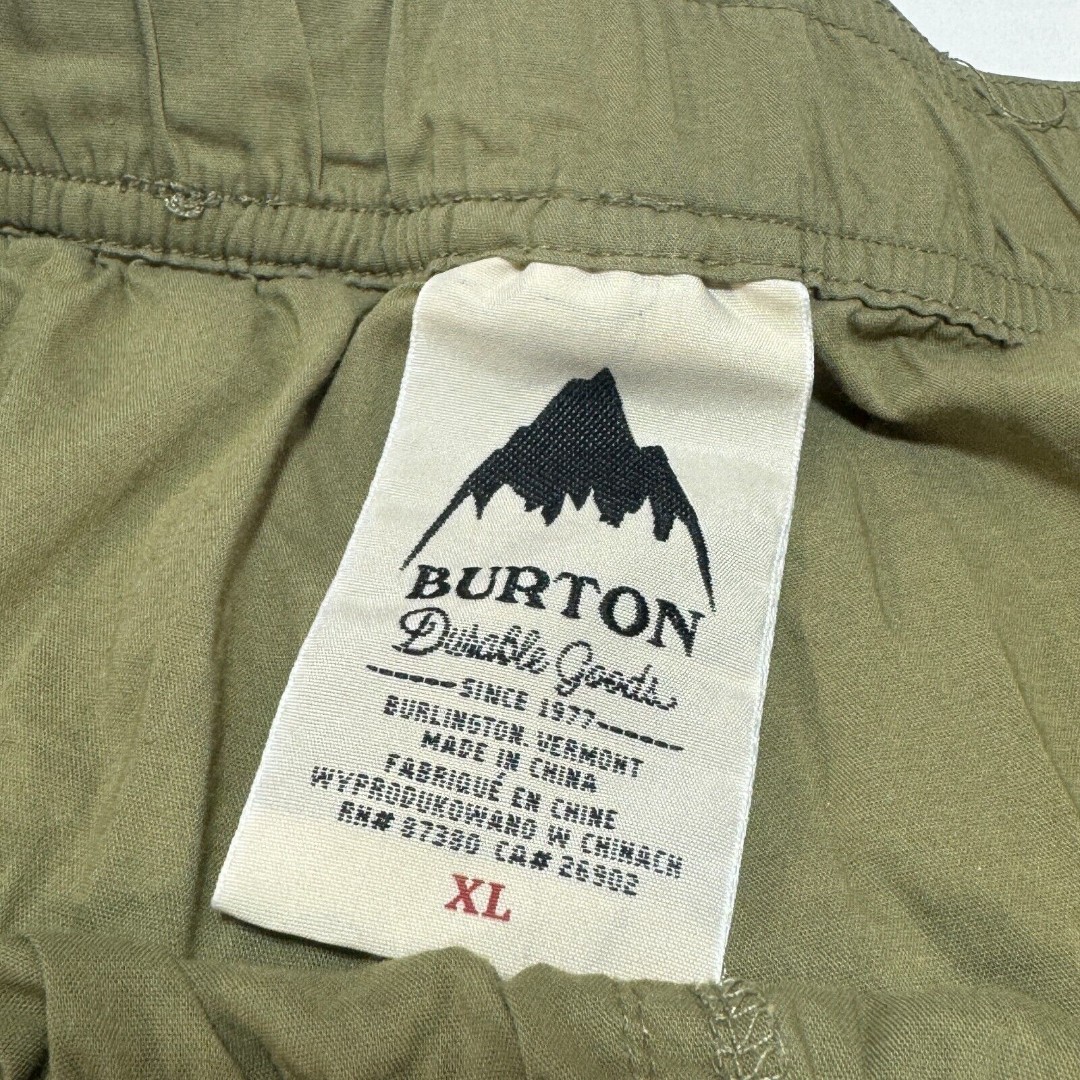 BURTON
Durable Goods
SINCE 1977
BURLINGTON, VERMONT
MADE IN CHINA
FABRIQUÉ EN CHINE
WYPRODUKOWANO W CHINACH
RN# 87380 CA# 26902
XL